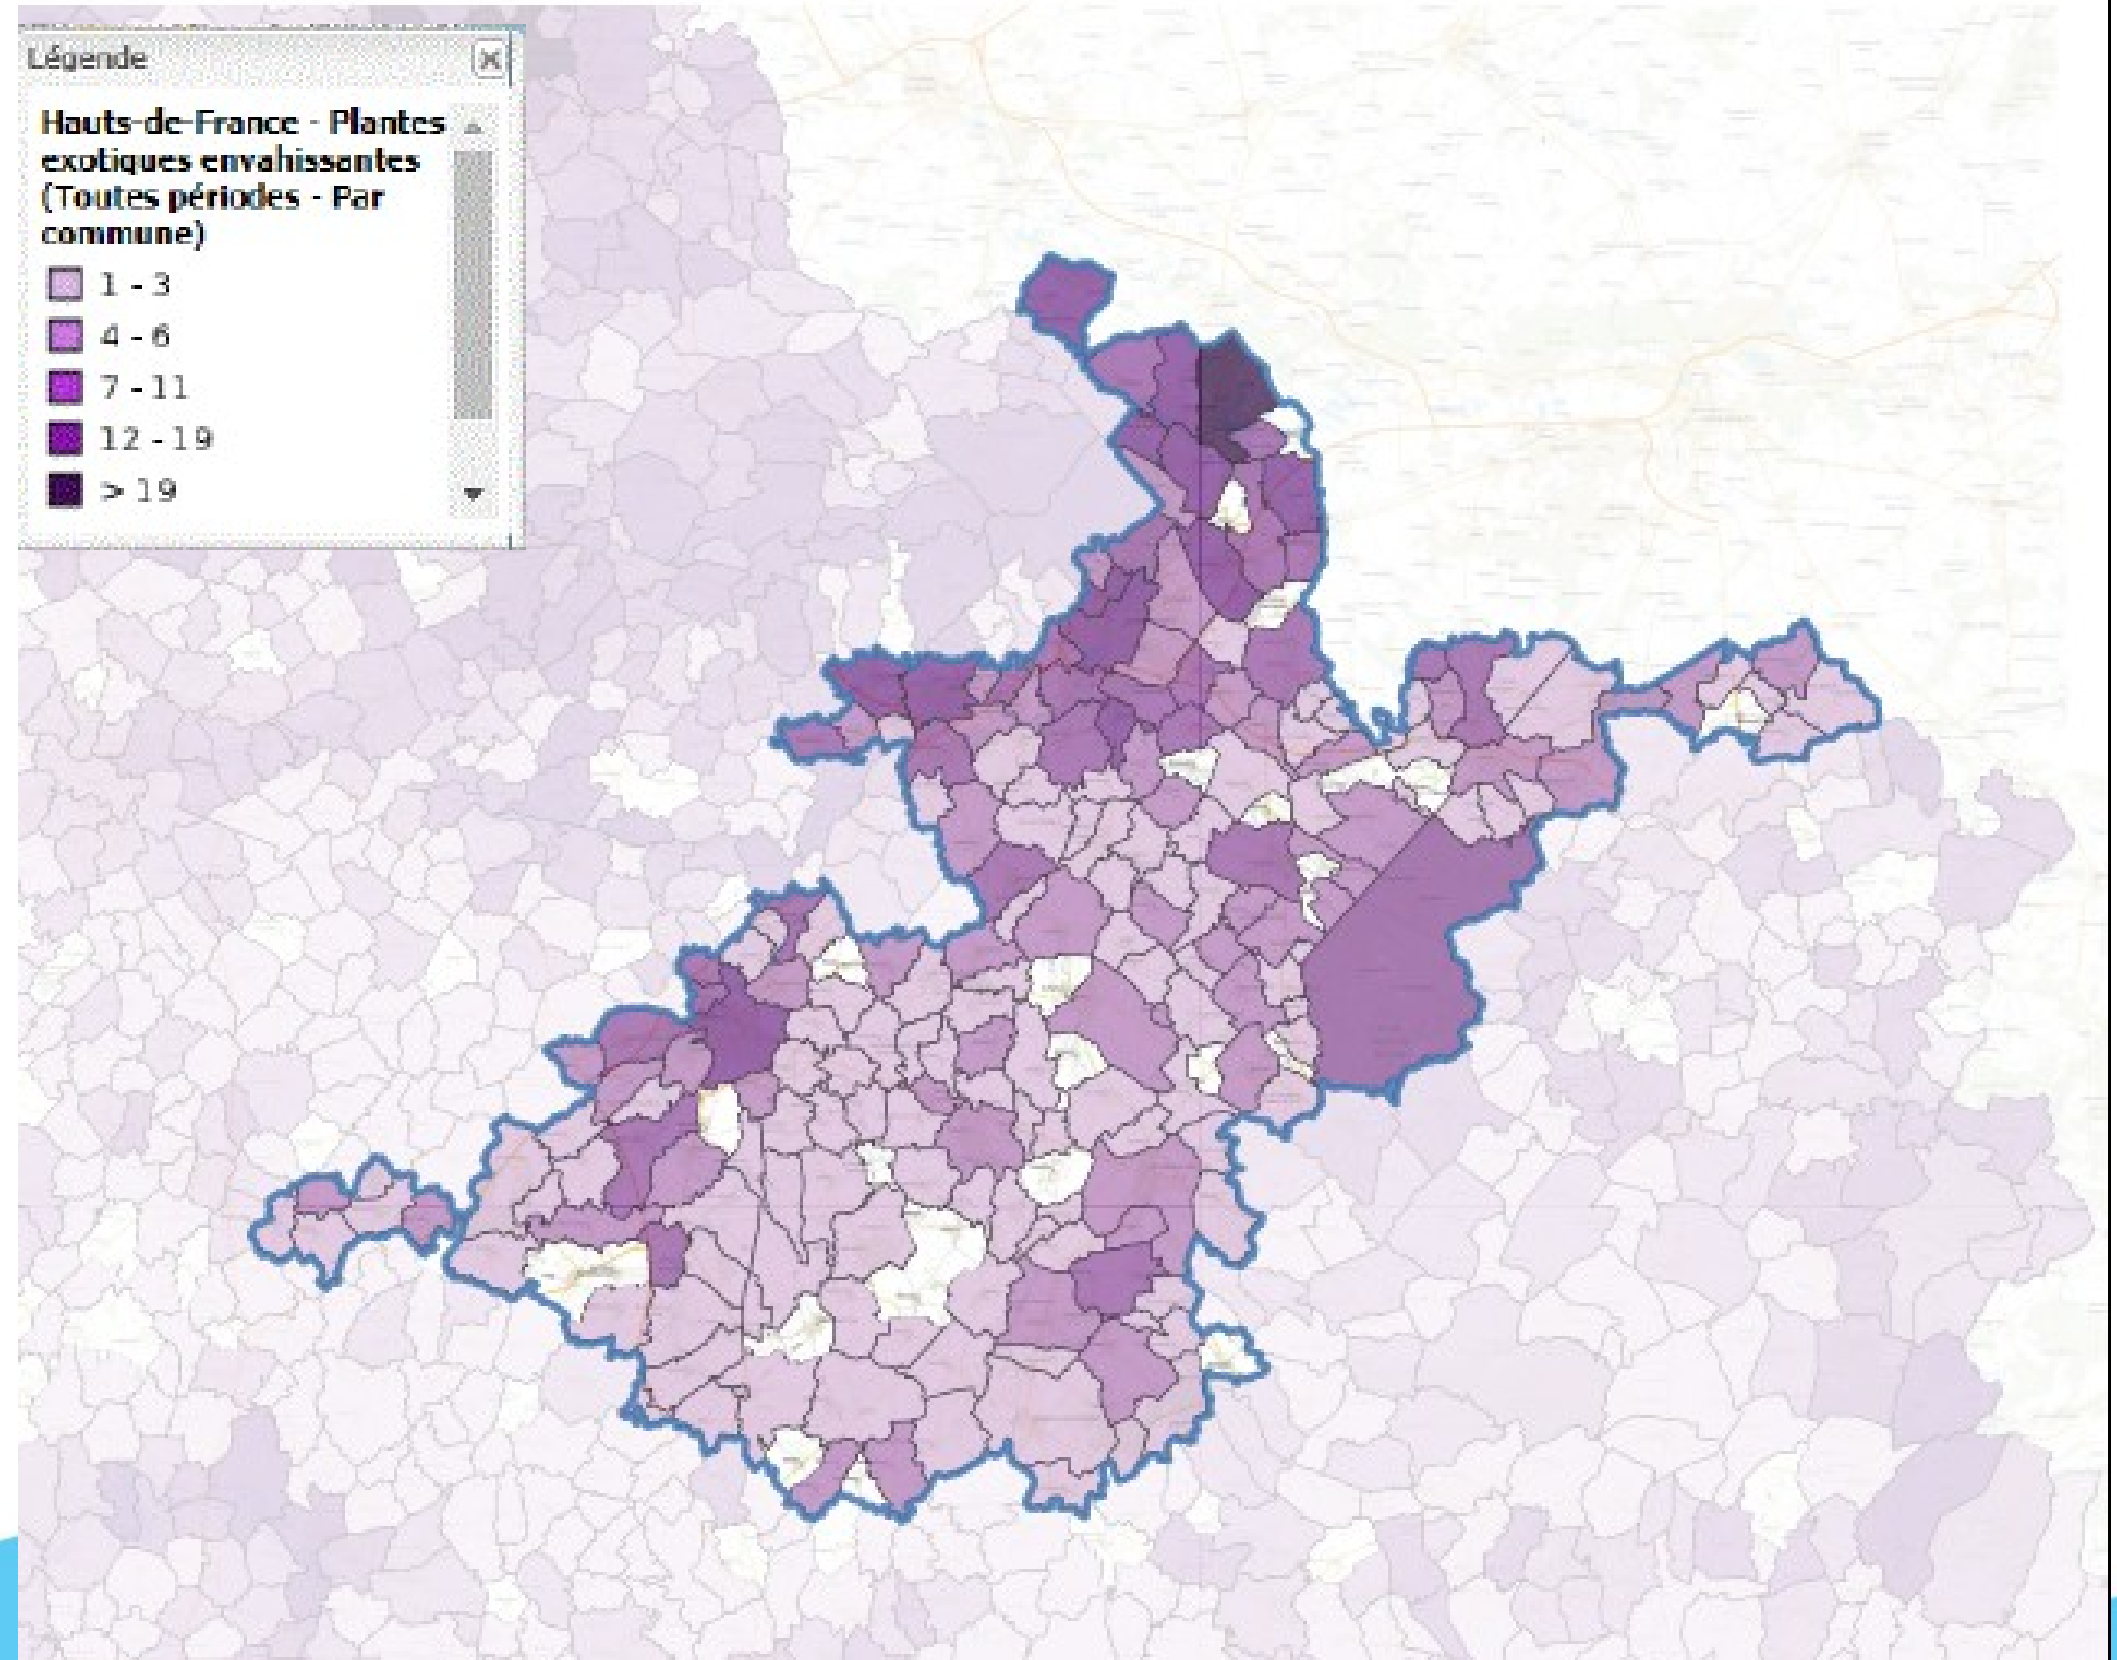 Légende
Hauts-de-France - Plantes
exotiques envahissantes
(Toutes périodes - Par
commune)
1 - 3
4 - 6
7 - 11
12 - 19
> 19